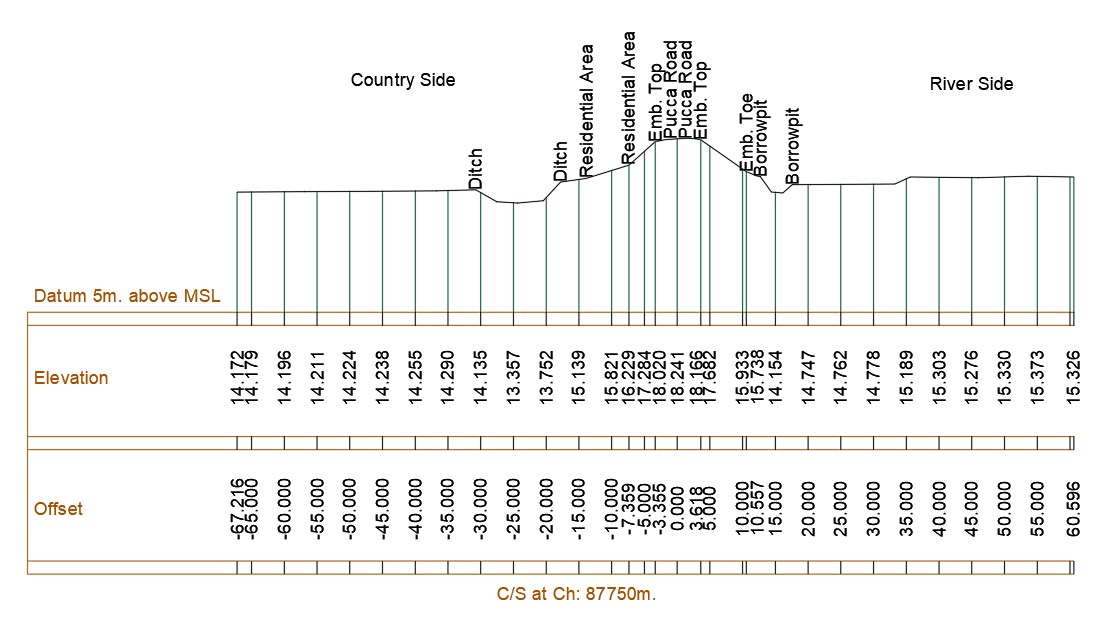 Country Side
River Side
Ditch
Ditch
Residential Area
Residential Area
Emb. Top
Pucca Road
Pucca Road
Emb. Top
Emb. Toe
Borrowpit
Borrowpit
Datum 5m. above MSL
Elevation
14.172 14.179 14.196 14.211 14.224 14.238 14.255 14.290 14.135 13.357 13.752 15.139 15.821 16.229 17.284 18.020 18.241 18.166 17.682 15.933 15.738 14.154 14.747 14.762 14.778 15.189 15.303 15.276 15.330 15.373 15.326
Offset
-67.216 -65.000 -60.000 -55.000 -50.000 -45.000 -40.000 -35.000 -30.000 -25.000 -20.000 -15.000 -10.000 -7.359 -5.000 -3.355 0.000 3.618 5.000 10.000 10.557 15.000 20.000 25.000 30.000 35.000 40.000 45.000 50.000 55.000 60.596
C/S at Ch: 87750m.